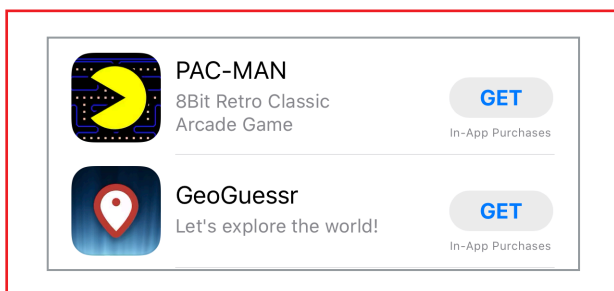 PAC-MAN
8Bit Retro Classic
Arcade Game
GET
In-App Purchases
GeoGuessr
Let's explore the world!
GET
In-App Purchases